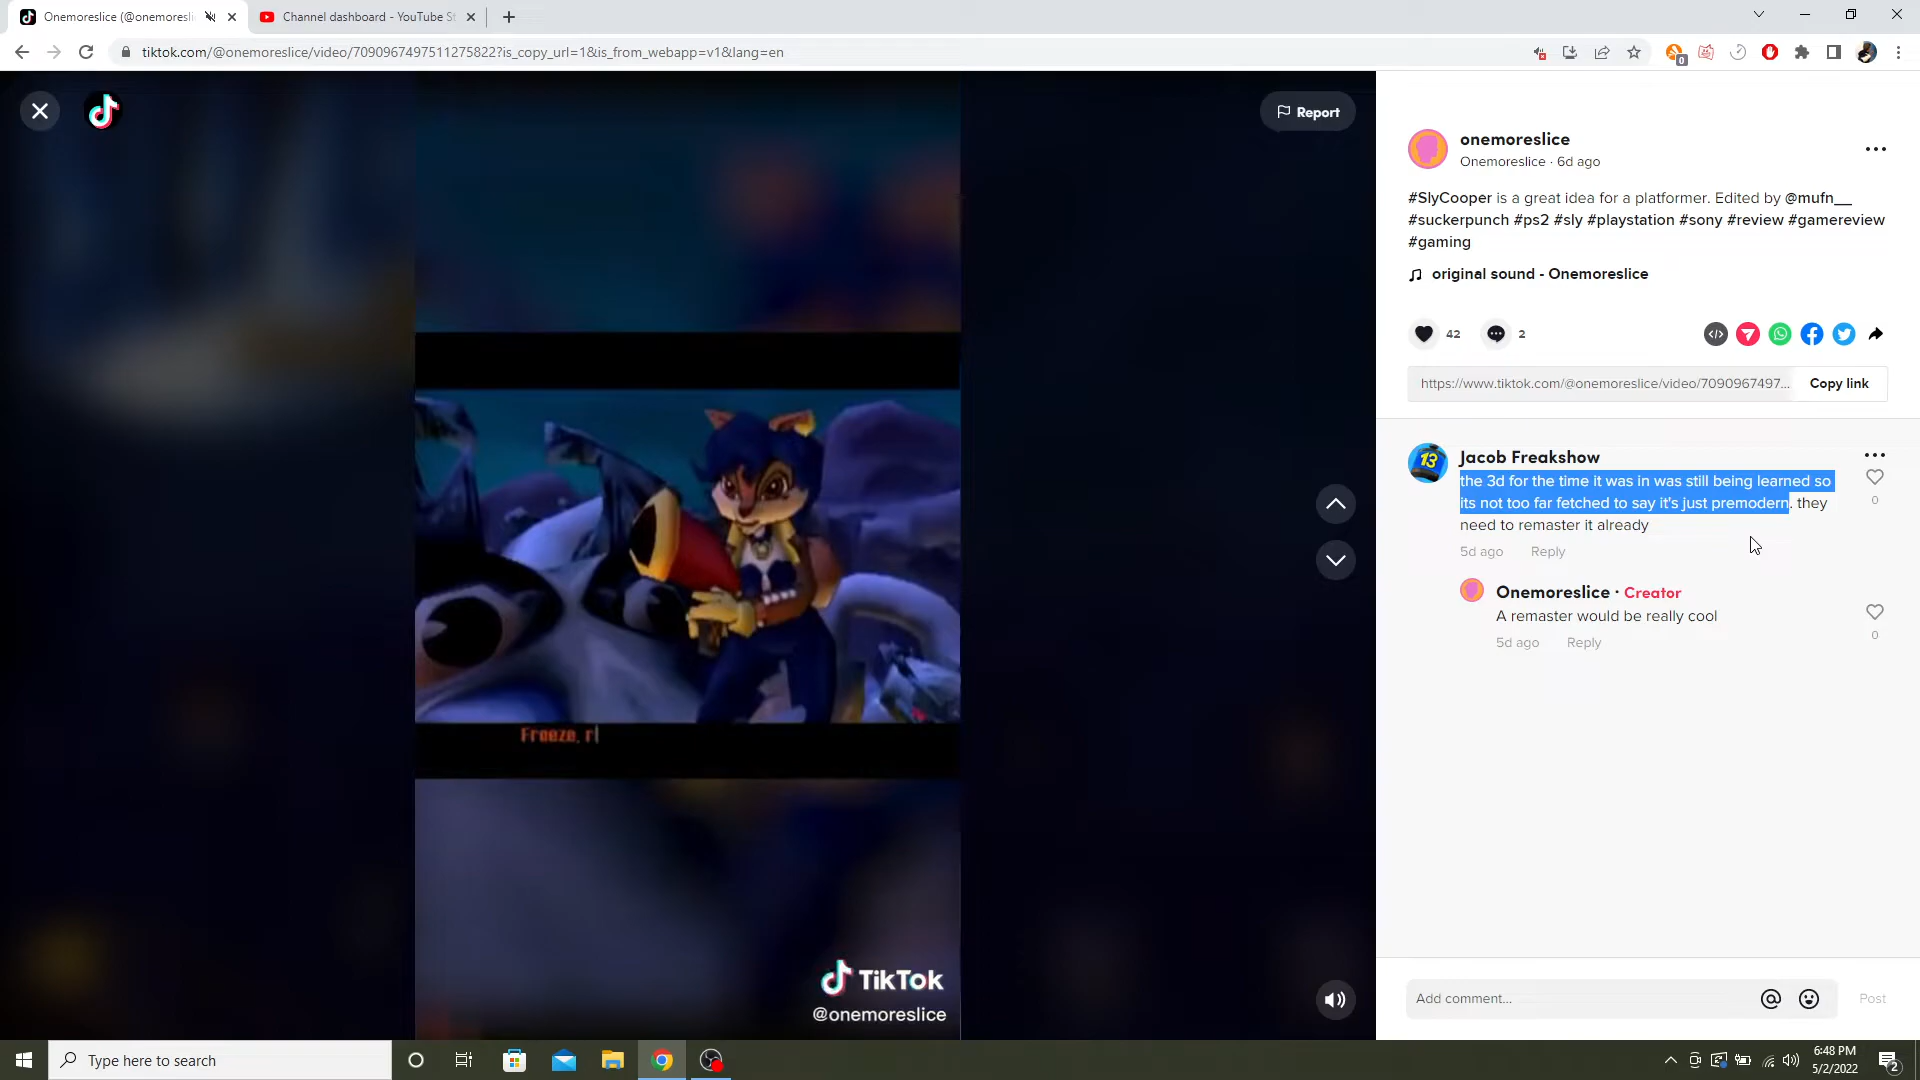 Onemoreslice (@onemoresli
Channel dashboard - YouTube St
tiktok.com/@onemoreslice/video/7090967497511275822?is_copy_url=1&is_from_webapp=v1&lang=en
0
Report
onemoreslice
Onemoreslice · 6d ago
#SlyCooper is a great idea for a platformer. Edited by @mufn__
#suckerpunch #ps2 #sly #playstation #sony #review #gamereview
#gaming
original sound - Onemoreslice
42
2
https://www.tiktok.com/@onemoreslice/video/7090967497...
Copy link
13
Jacob Freakshow
the 3d for the time it was in was still being learned so
its not too far fetched to say it's just premodern. they
need to remaster it already
0
5d ago
Reply
Onemoreslice · Creator
A remaster would be really cool
0
5d ago
Reply
Freeze, r
TikTok
@onemoreslice
Add comment...
Post
Type here to search
6:48 PM
5/2/2022
2